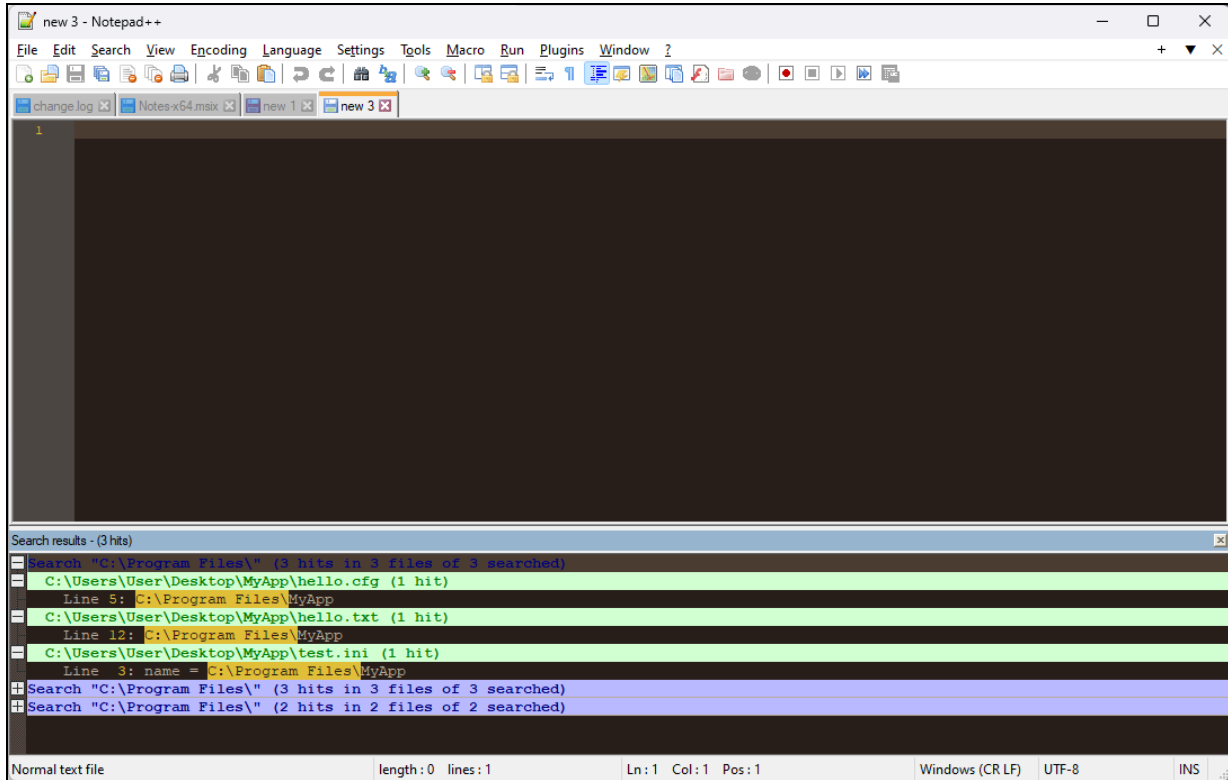 new 3 - Notepad++
File Edit Search View Encoding Language Settings Tools Macro Run Plugins Window ?
change.log Notes-x64.msix new 1 new 3
1
Search results - (3 hits)
Search "C:\Program Files\" (3 hits in 3 files of 3 searched)
C:\Users\User\Desktop\MyApp\hello.cfg (1 hit)
Line 5: C:\Program Files\MyApp
C:\Users\User\Desktop\MyApp\hello.txt (1 hit)
Line 12: C:\Program Files\MyApp
C:\Users\User\Desktop\MyApp\test.ini (1 hit)
Line 3: name = C:\Program Files\MyApp
Search "C:\Program Files\" (3 hits in 3 files of 3 searched)
Search "C:\Program Files\" (2 hits in 2 files of 2 searched)
Normal text file length : 0 lines : 1 Ln : 1 Col : 1 Pos : 1 Windows (CR LF) UTF-8 INS